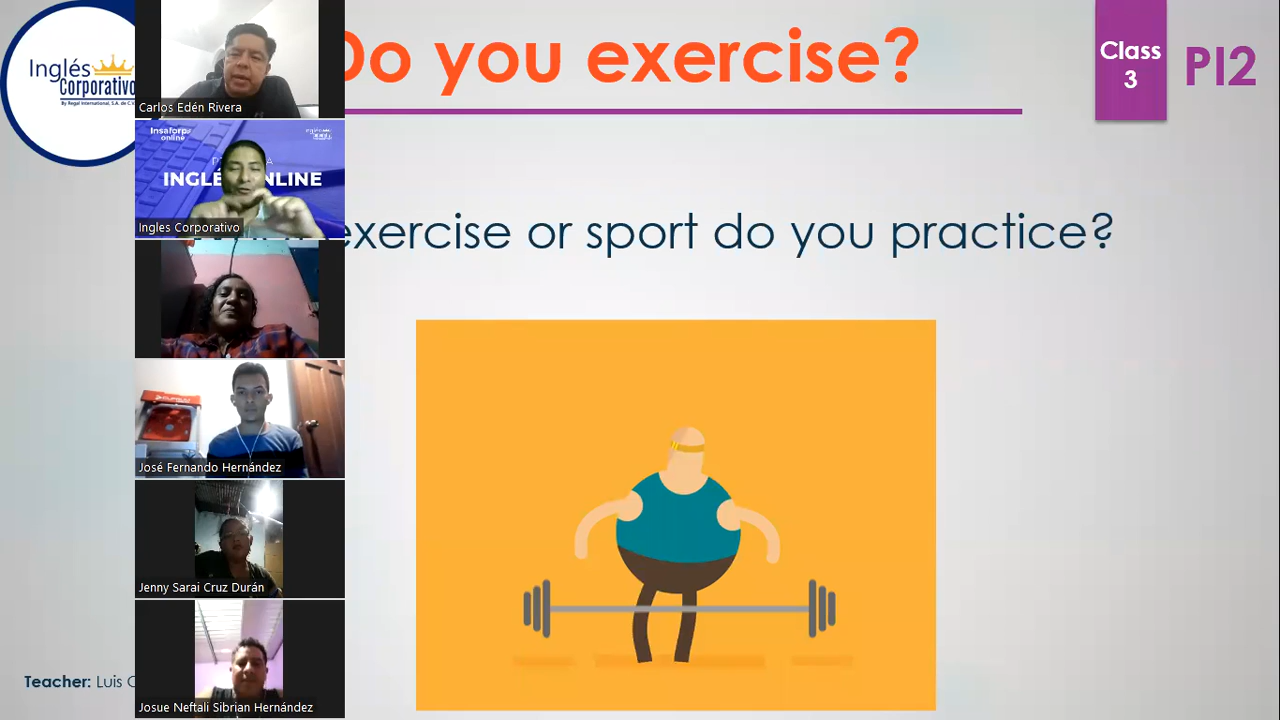 Inglés
Corporativo
By Regal International, S.A. de C.V.
Do you exercise?
Class
3
PI2
Carlos Edén Rivera
Insaforp
online
INGLÉS ONLINE
Ingles Corporativo
exercise or sport do you practice?
José Fernando Hernández
Jenny Sarai Cruz Durán
Josue Neftali Sibrian Hernández
Teacher: Luis